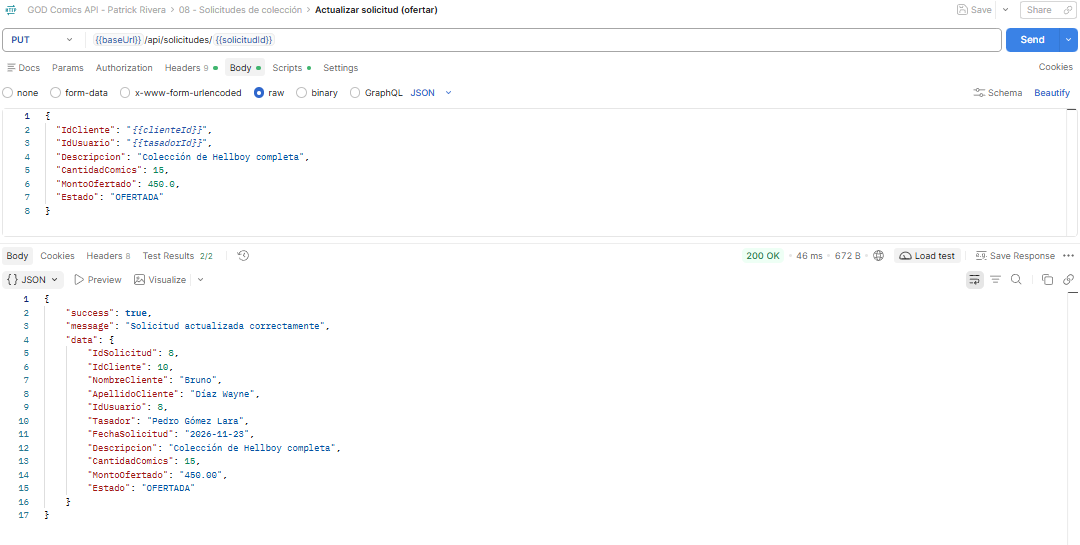 GOD Comics API - Patrick Rivera > 08 - Solicitudes de colección > Actualizar solicitud (ofertar) Save Share
PUT {{baseUrl}} /api/solicitudes/ {{solicitudId}} Send
Docs Params Authorization Headers 9 Body Scripts Settings Cookies
none form-data x-www-form-urlencoded raw binary GraphQL JSON Schema Beautify
1 {
2 "IdCliente": "{{clienteId}}",
3 "IdUsuario": "{{tasadorId}}",
4 "Descripcion": "Colección de Hellboy completa",
5 "CantidadComics": 15,
6 "MontoOfertado": 450.0,
7 "Estado": "OFERTADA"
8 }
Body Cookies Headers 8 Test Results 2/2 200 OK • 46 ms • 672 B • Load test Save Response
{} JSON Preview Visualize
1 {
2 "success": true,
3 "message": "Solicitud actualizada correctamente",
4 "data": {
5 "IdSolicitud": 8,
6 "IdCliente": 10,
7 "NombreCliente": "Bruno",
8 "ApellidoCliente": "Díaz Wayne",
9 "IdUsuario": 8,
10 "Tasador": "Pedro Gómez Lara",
11 "FechaSolicitud": "2026-11-23",
12 "Descripcion": "Colección de Hellboy completa",
13 "CantidadComics": 15,
14 "MontoOfertado": "450.00",
15 "Estado": "OFERTADA"
16 }
17 }